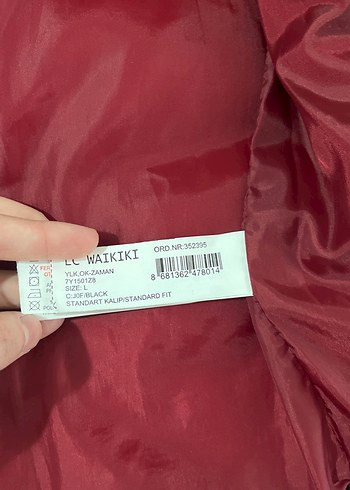 LC WAIKIKI
ORD.NR:352395
YLK,OK-ZAMAN
7Y1501Z8
SIZE: L
C:J0F/BLACK
STANDART KALIP/STANDARD FIT
8 681362 478014